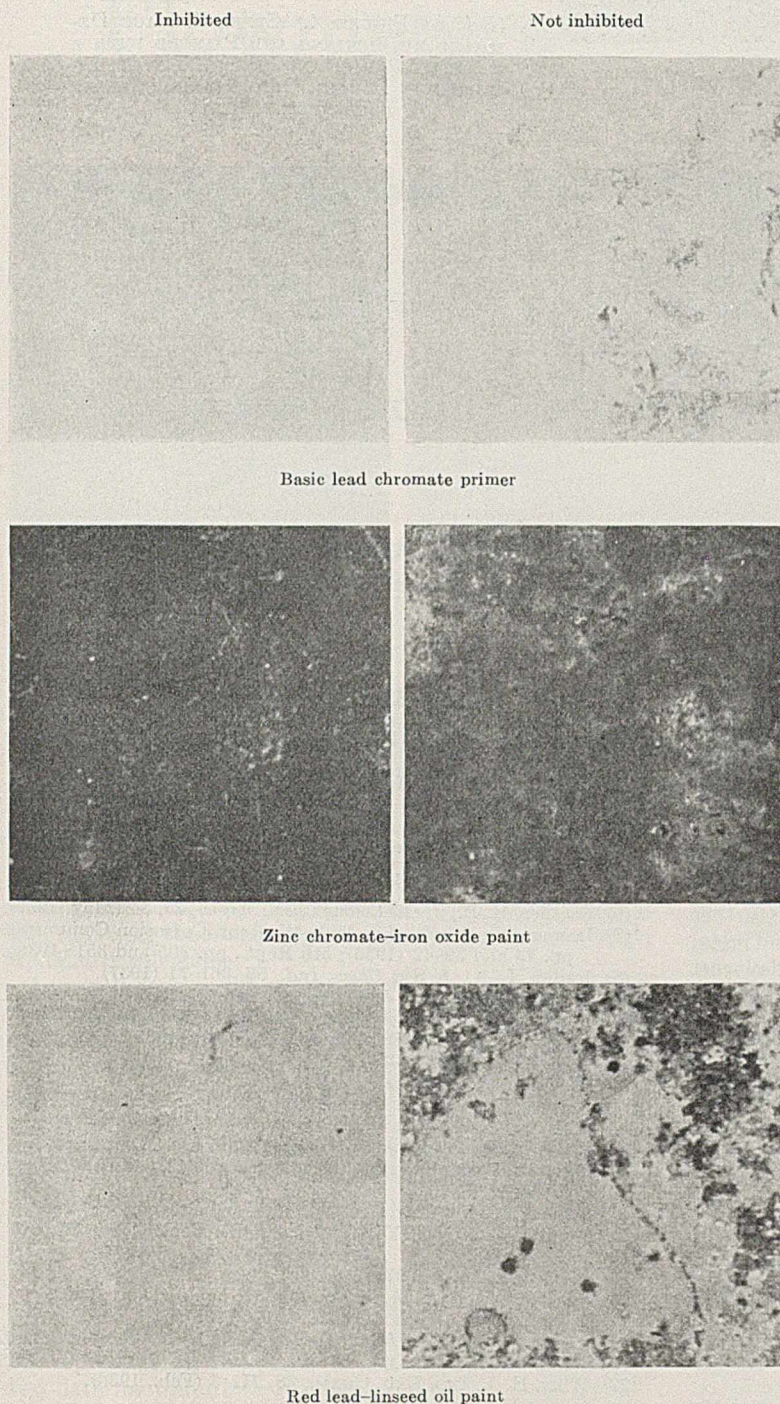 Inhibited
Not inhibited
Basic lead chromate primer
Zinc chromate–iron oxide paint
Red lead–linseed oil paint